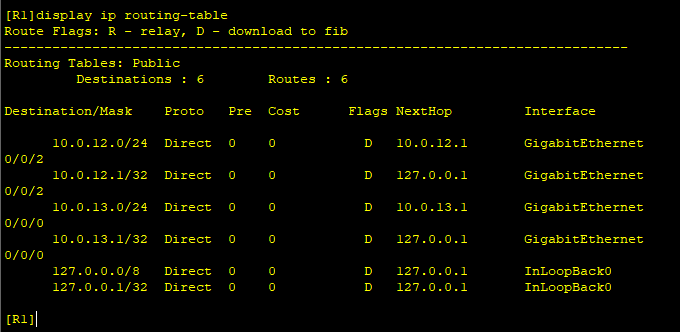 [R1]display ip routing-table
Route Flags: R - relay, D - download to fib
------------------------------------------------------------------------------
Routing Tables: Public
         Destinations : 6        Routes : 6

Destination/Mask    Proto   Pre  Cost      Flags NextHop         Interface

      10.0.12.0/24  Direct  0    0           D   10.0.12.1       GigabitEthernet
0/0/2
      10.0.12.1/32  Direct  0    0           D   127.0.0.1       GigabitEthernet
0/0/2
      10.0.13.0/24  Direct  0    0           D   10.0.13.1       GigabitEthernet
0/0/0
      10.0.13.1/32  Direct  0    0           D   127.0.0.1       GigabitEthernet
0/0/0
      127.0.0.0/8   Direct  0    0           D   127.0.0.1       InLoopBack0
      127.0.0.1/32  Direct  0    0           D   127.0.0.1       InLoopBack0

[R1]